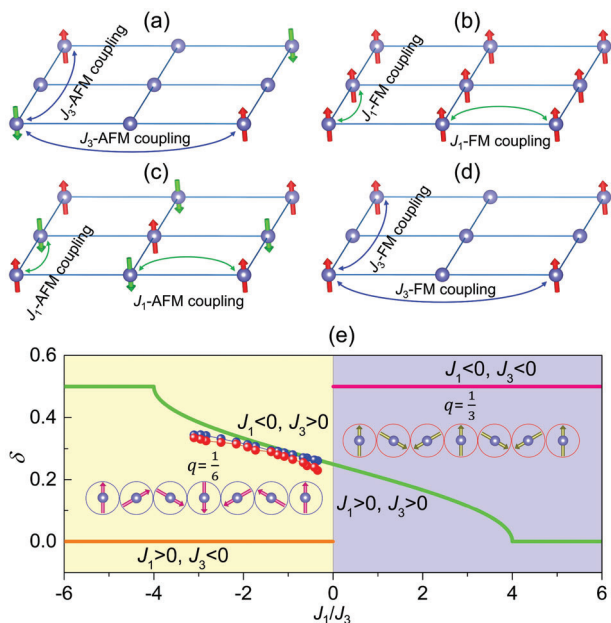 (a)
J₃-AFM coupling
J₃-AFM coupling
(b)
J₁-FM coupling
J₁-FM coupling
(c)
J₁-AFM coupling
J₁-AFM coupling
(d)
J₃-FM coupling
J₃-FM coupling
(e)
0.6
0.4
0.2
0.0
δ
J₁<0, J₃<0
J₁<0, J₃>0
q=1/3
q=1/6
J₁>0, J₃>0
J₁>0, J₃<0
-6 -4 -2 0 2 4 6
J₁/J₃